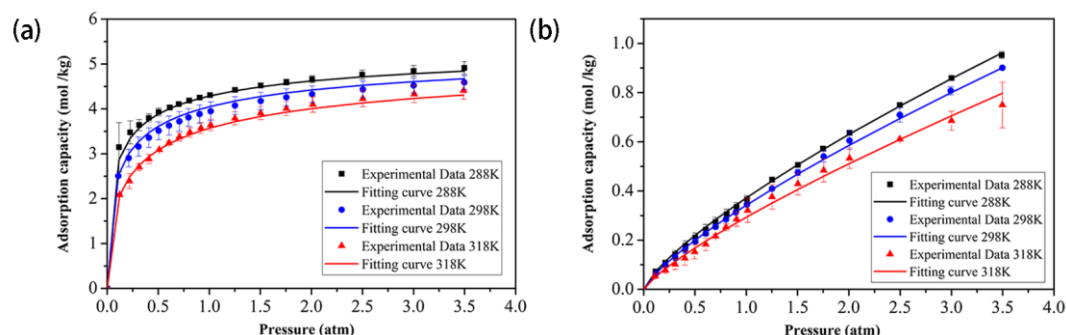 (a)
Adsorption capacity (mol /kg)
6
5
4
3
2
1
0
Experimental Data 288K
Fitting curve 288K
Experimental Data 298K
Fitting curve 298K
Experimental Data 318K
Fitting curve 318K
0.0 0.5 1.0 1.5 2.0 2.5 3.0 3.5 4.0
Pressure (atm)
(b)
Adsorption capacity (mol/kg)
1.0
0.8
0.6
0.4
0.2
0.0
Experimental Data 288K
Fitting curve 288K
Experimental Data 298K
Fitting curve 298K
Experimental Data 318K
Fitting curve 318K
0.0 0.5 1.0 1.5 2.0 2.5 3.0 3.5 4.0
Pressure (atm)